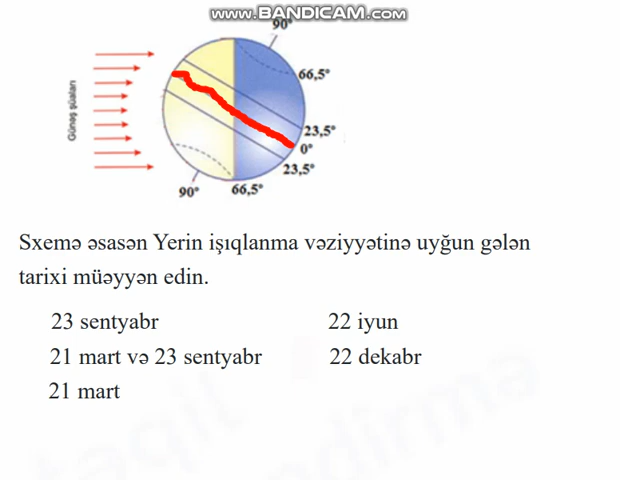 www.BANDICAM.com
90°
66,5°
Günəş şüaları
23,5°
0°
23,5°
90°
66,5°
Sxemə əsasən Yerin işıqlanma vəziyyətinə uyğun gələn
tarixi müəyyən edin.
23 sentyabr
22 iyun
21 mart və 23 sentyabr
22 dekabr
21 mart